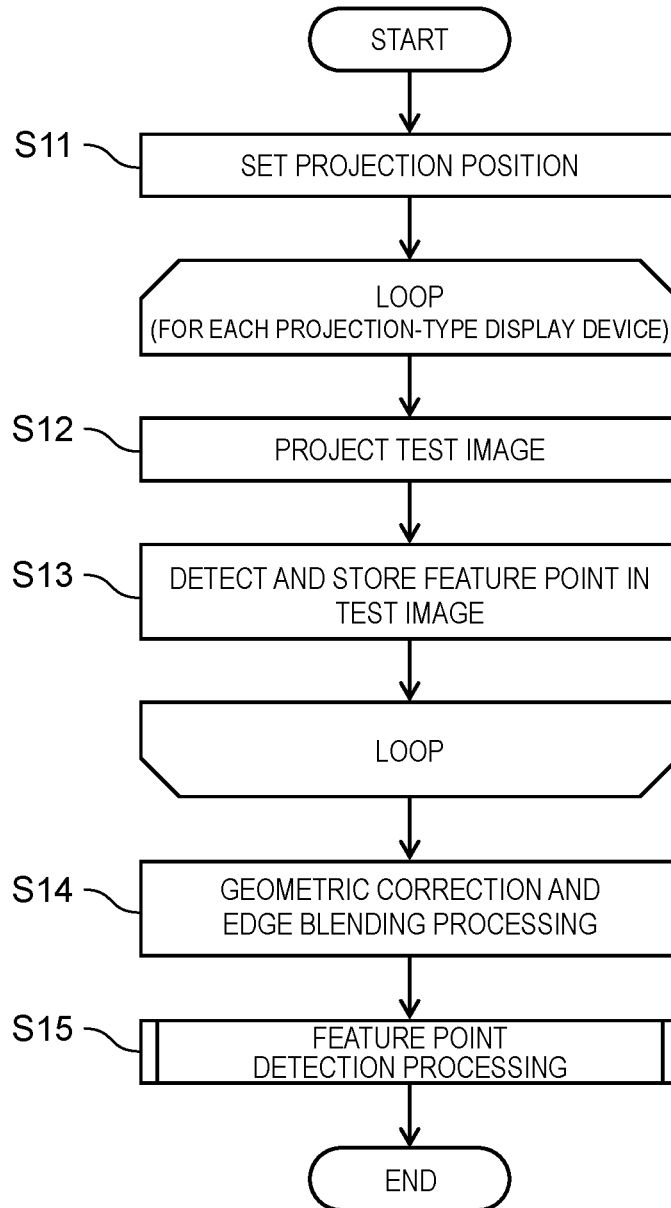 START
S11
SET PROJECTION POSITION
LOOP
(FOR EACH PROJECTION-TYPE DISPLAY DEVICE)
S12
PROJECT TEST IMAGE
S13
DETECT AND STORE FEATURE POINT IN
TEST IMAGE
LOOP
S14
GEOMETRIC CORRECTION AND
EDGE BLENDING PROCESSING
S15
FEATURE POINT
DETECTION PROCESSING
END